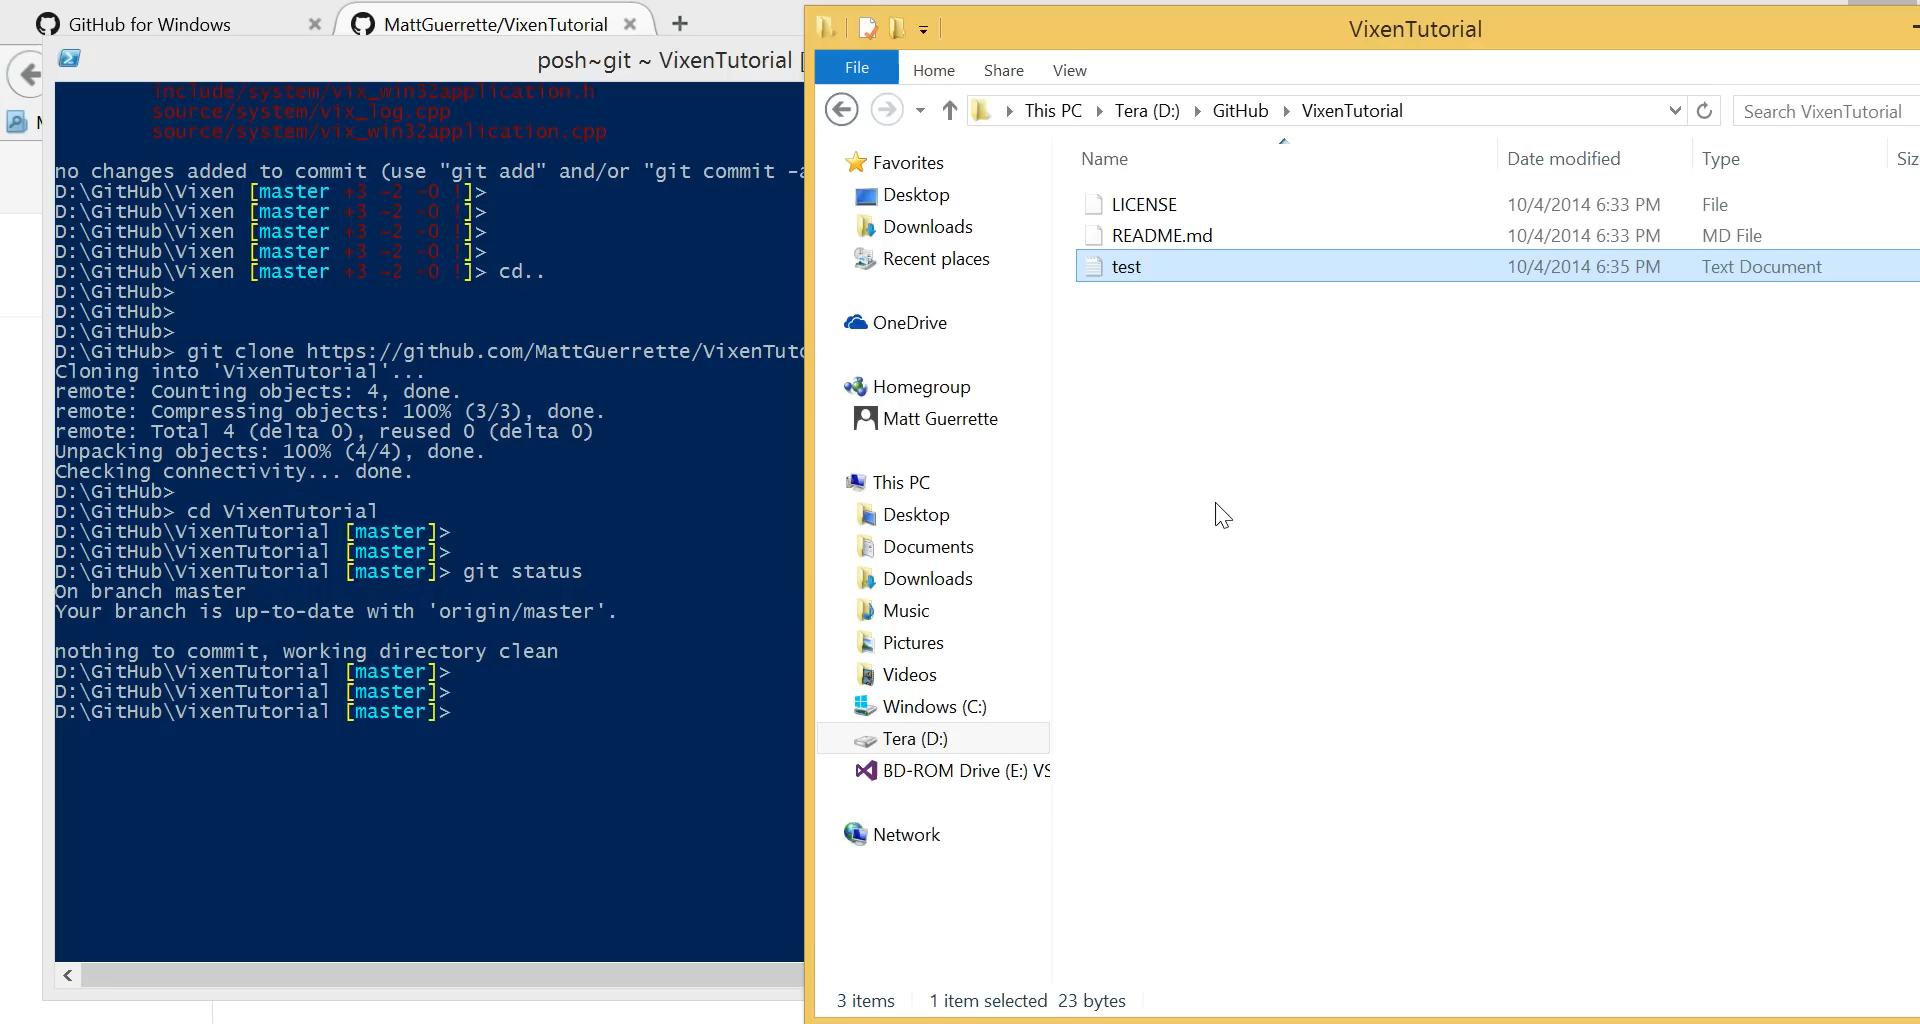 GitHub for Windows
MattGuerrette/VixenTutorial
posh~git ~ VixenTutorial [
include/system/vix_win32application.h
source/system/vix_log.cpp
source/system/vix_win32application.cpp
no changes added to commit (use "git add" and/or "git commit -a
D:\GitHub\Vixen [master +3 ~2 -0 !]>
D:\GitHub\Vixen [master +3 ~2 -0 !]>
D:\GitHub\Vixen [master +3 ~2 -0 !]>
D:\GitHub\Vixen [master +3 ~2 -0 !]>
D:\GitHub\Vixen [master +3 ~2 -0 !]> cd..
D:\GitHub>
D:\GitHub>
D:\GitHub>
D:\GitHub> git clone https://github.com/MattGuerrette/VixenTuto
Cloning into 'VixenTutorial'...
remote: Counting objects: 4, done.
remote: Compressing objects: 100% (3/3), done.
remote: Total 4 (delta 0), reused 0 (delta 0)
Unpacking objects: 100% (4/4), done.
Checking connectivity... done.
D:\GitHub>
D:\GitHub> cd VixenTutorial
D:\GitHub\VixenTutorial [master]>
D:\GitHub\VixenTutorial [master]>
D:\GitHub\VixenTutorial [master]> git status
On branch master
Your branch is up-to-date with 'origin/master'.
nothing to commit, working directory clean
D:\GitHub\VixenTutorial [master]>
D:\GitHub\VixenTutorial [master]>
D:\GitHub\VixenTutorial [master]>
VixenTutorial
File Home Share View
This PC Tera (D:) GitHub VixenTutorial
Search VixenTutorial
Favorites
Desktop
Downloads
Recent places
OneDrive
Homegroup
Matt Guerrette
This PC
Desktop
Documents
Downloads
Music
Pictures
Videos
Windows (C:)
Tera (D:)
BD-ROM Drive (E:) VS
Network
Name Date modified Type Siz
LICENSE 10/4/2014 6:33 PM File
README.md 10/4/2014 6:33 PM MD File
test 10/4/2014 6:35 PM Text Document
3 items 1 item selected 23 bytes